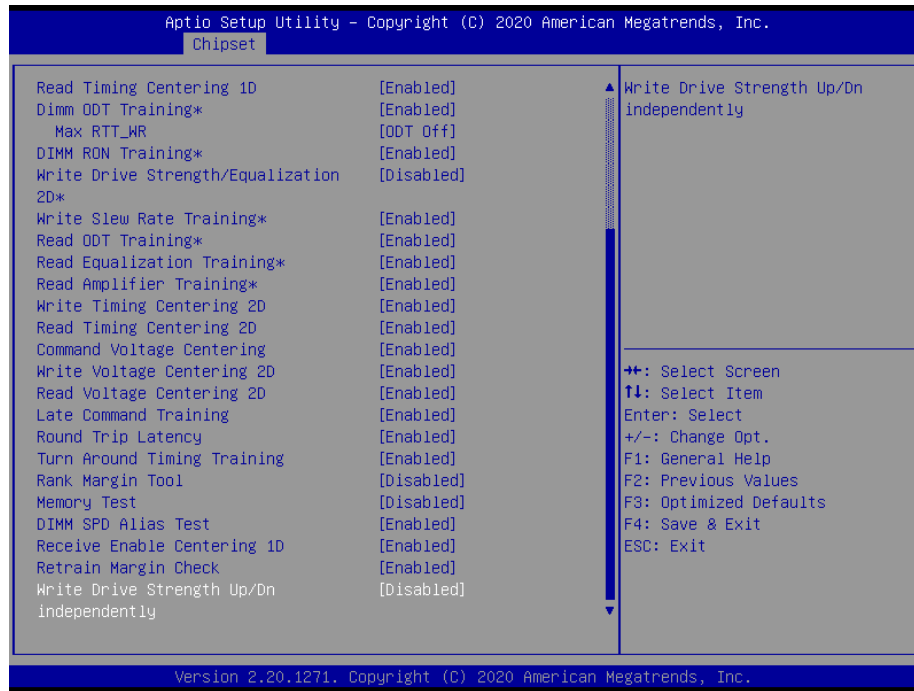 Aptio Setup Utility – Copyright (C) 2020 American Megatrends, Inc.
Chipset
Read Timing Centering 1D [Enabled]
Dimm ODT Training* [Enabled]
Max RTT_WR [ODT Off]
DIMM RON Training* [Enabled]
Write Drive Strength/Equalization [Disabled]
2D*
Write Slew Rate Training* [Enabled]
Read ODT Training* [Enabled]
Read Equalization Training* [Enabled]
Read Amplifier Training* [Enabled]
Write Timing Centering 2D [Enabled]
Read Timing Centering 2D [Enabled]
Command Voltage Centering [Enabled]
Write Voltage Centering 2D [Enabled]
Read Voltage Centering 2D [Enabled]
Late Command Training [Enabled]
Round Trip Latency [Enabled]
Turn Around Timing Training [Enabled]
Rank Margin Tool [Disabled]
Memory Test [Disabled]
DIMM SPD Alias Test [Enabled]
Receive Enable Centering 1D [Enabled]
Retrain Margin Check [Enabled]
Write Drive Strength Up/Dn [Disabled]
independently
Write Drive Strength Up/Dn
independently
→←: Select Screen
↑↓: Select Item
Enter: Select
+/-: Change Opt.
F1: General Help
F2: Previous Values
F3: Optimized Defaults
F4: Save & Exit
ESC: Exit
Version 2.20.1271. Copyright (C) 2020 American Megatrends, Inc.